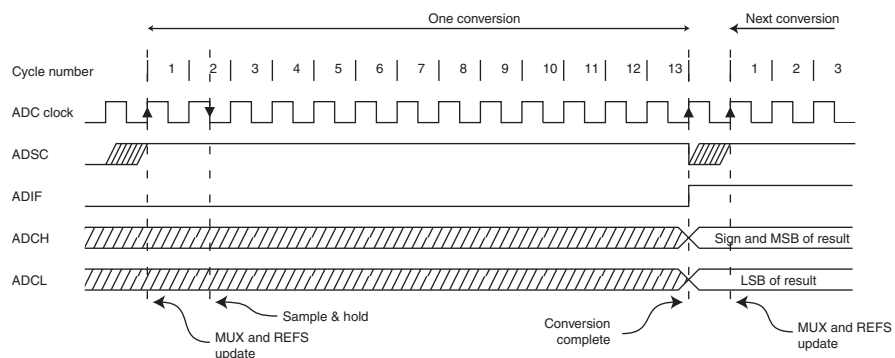 One conversion
Next conversion
Cycle number 1 2 3 4 5 6 7 8 9 10 11 12 13 1 2 3
ADC clock
ADSC
ADIF
ADCH
Sign and MSB of result
ADCL
LSB of result
Sample & hold
MUX and REFS
update
Conversion
complete
MUX and REFS
update